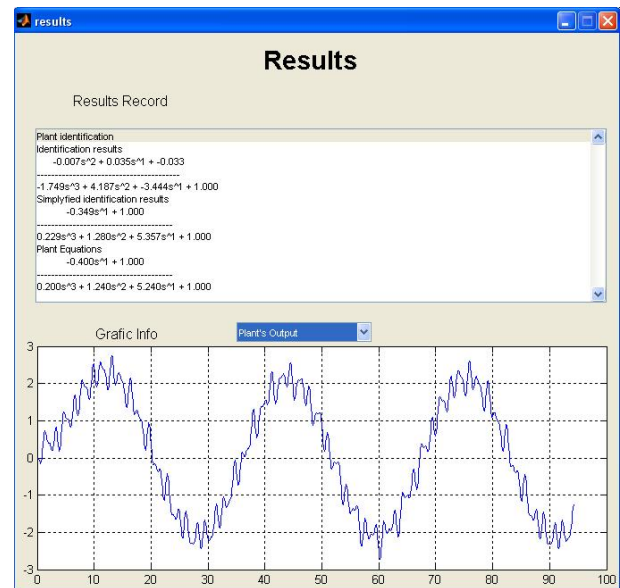 results
Results
Results Record
Plant identification
Identification results
-0.007s^2 + 0.035s^1 + -0.033
----------------------------------------
-1.749s^3 + 4.187s^2 + -3.444s^1 + 1.000
Simplyfied identification results
-0.349s^1 + 1.000
--------------------------------------
0.229s^3 + 1.280s^2 + 5.357s^1 + 1.000
Plant Equations
-0.400s^1 + 1.000
--------------------------------------
0.200s^3 + 1.240s^2 + 5.240s^1 + 1.000
Grafic Info
Plant's Output
3
2
1
0
-1
-2
-3
0 10 20 30 40 50 60 70 80 90 100